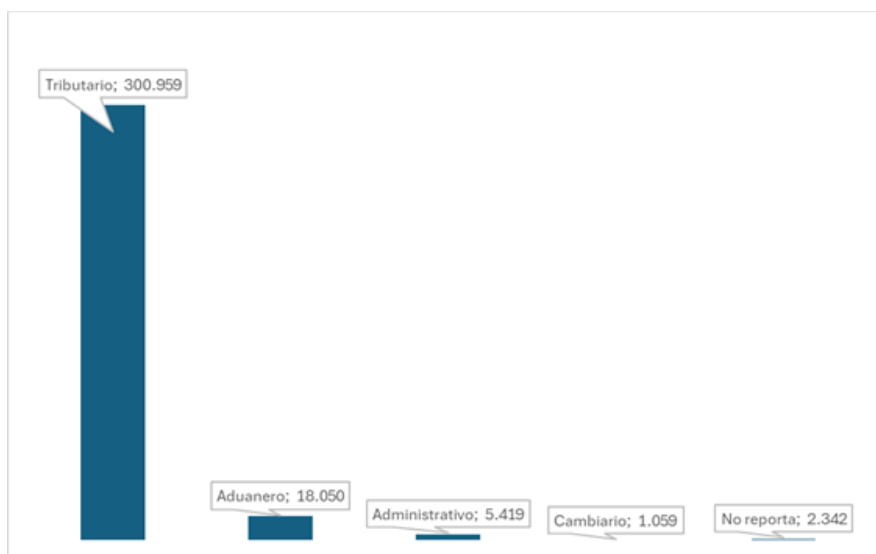 Tributario; 300.959
Aduanero; 18.050
Administrativo; 5.419
Cambiario; 1.059
No reporta; 2.342